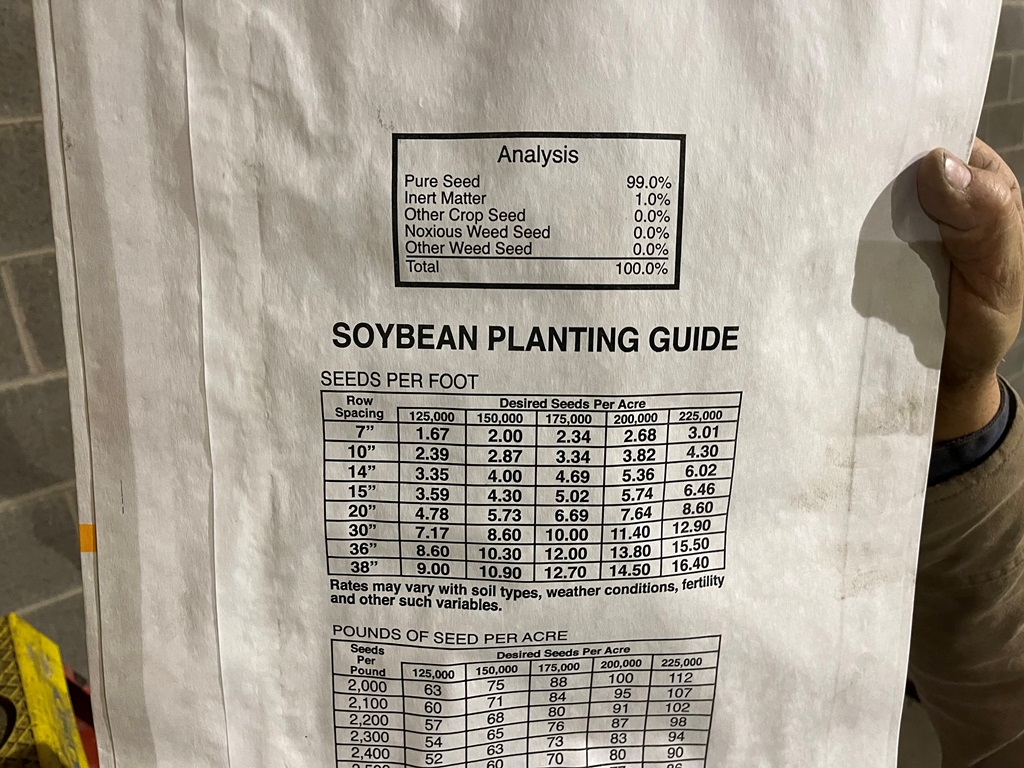 Analysis
Pure Seed 99.0%
Inert Matter 1.0%
Other Crop Seed 0.0%
Noxious Weed Seed 0.0%
Other Weed Seed 0.0%
Total 100.0%
SOYBEAN PLANTING GUIDE
SEEDS PER FOOT
Row Spacing Desired Seeds Per Acre
125,000 150,000 175,000 200,000 225,000
7” 1.67 2.00 2.34 2.68 3.01
10” 2.39 2.87 3.34 3.82 4.30
14” 3.35 4.00 4.69 5.36 6.02
15” 3.59 4.30 5.02 5.74 6.46
20” 4.78 5.73 6.69 7.64 8.60
30” 7.17 8.60 10.00 11.40 12.90
36” 8.60 10.30 12.00 13.80 15.50
38” 9.00 10.90 12.70 14.50 16.40
Rates may vary with soil types, weather conditions, fertility
and other such variables.
POUNDS OF SEED PER ACRE
Seeds Per Pound Desired Seeds Per Acre
125,000 150,000 175,000 200,000 225,000
2,000 63 75 88 100 112
2,100 60 71 84 95 107
2,200 57 68 80 91 102
2,300 54 65 76 87 98
2,400 52 63 73 83 94
60 70 80 90